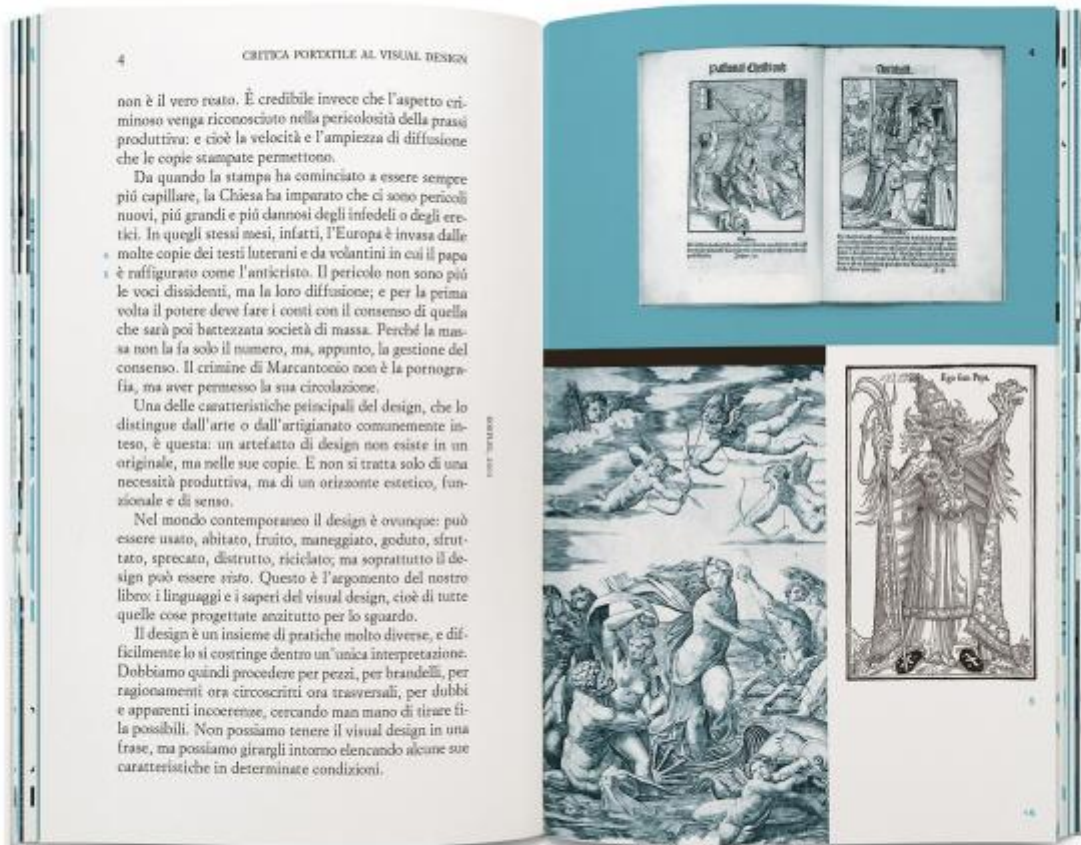 4
CRITICA PORTATILE AL VISUAL DESIGN
non è il vero reato. È credibile invece che l'aspetto cri-
minoso venga riconosciuto nella pericolosità della prassi
produttiva: e cioè la velocità e l'ampiezza di diffusione
che le copie stampate permettono.
Da quando la stampa ha cominciato a essere sempre
piú capillare, la Chiesa ha imparato che ci sono pericoli
nuovi, piú grandi e piú dannosi degli infedeli o degli ere-
tici. In quegli stessi mesi, infatti, l'Europa è invasa dalle
molte copie dei testi luterani e da volantini in cui il papa
è raffigurato come l'anticristo. Il pericolo non sono piú
le voci dissidenti, ma la loro diffusione; e per la prima
volta il potere deve fare i conti con il consenso di quella
che sarà poi battezzata società di massa. Perché la mas-
sa non la fa solo il numero, ma, appunto, la gestione del
consenso. Il crimine di Marcantonio non è la pornogra-
fia, ma aver permesso la sua circolazione.
Una delle caratteristiche principali del design, che lo
distingue dall'arte o dall'artigianato comunemente in-
teso, è questa: un artefatto di design non esiste in un
originale, ma nelle sue copie. E non si tratta solo di una
necessità produttiva, ma di un orizzonte estetico, fun-
zionale e di senso.
Nel mondo contemporaneo il design è ovunque: può
essere usato, abitato, fruito, maneggiato, goduto, sfrut-
tato, sprecato, distrutto, riciclato; ma soprattutto il de-
sign può essere visto. Questo è l'argomento del nostro
libro: i linguaggi e i saperi del visual design, cioè di tutte
quelle cose progettate anzitutto per lo sguardo.
Il design è un insieme di pratiche molto diverse, e dif-
ficilmente lo si costringe dentro un"unica interpretazione.
Dobbiamo quindi procedere per pezzi, per brandelli, per
ragionamenti ora circoscritti ora trasversali, per dubbi
e apparenti incoerenze, cercando man mano di tirare fi-
la possibili. Non possiamo tenere il visual design in una
frase, ma possiamo girargli intorno elencando alcune sue
caratteristiche in determinate condizioni.
4
Passional Christi und
Ego sum Papa.